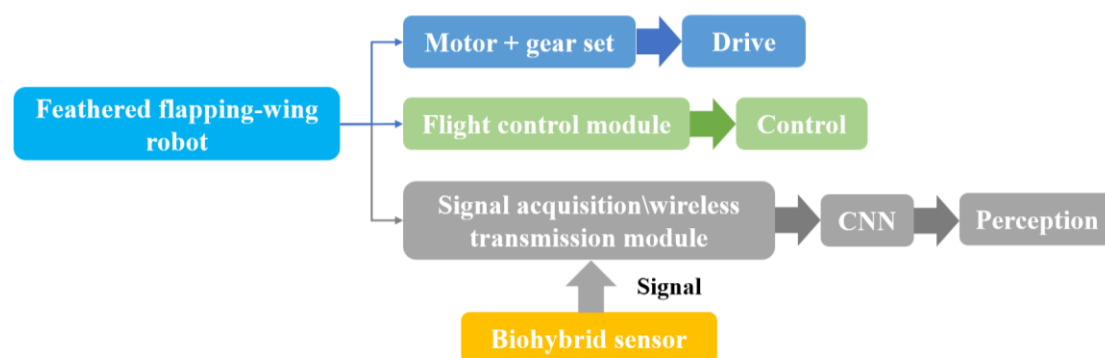 Motor + gear set
Drive
Feathered flapping-wing
robot
Flight control module
Control
Signal acquisition\wireless
transmission module
CNN
Perception
Signal
Biohybrid sensor